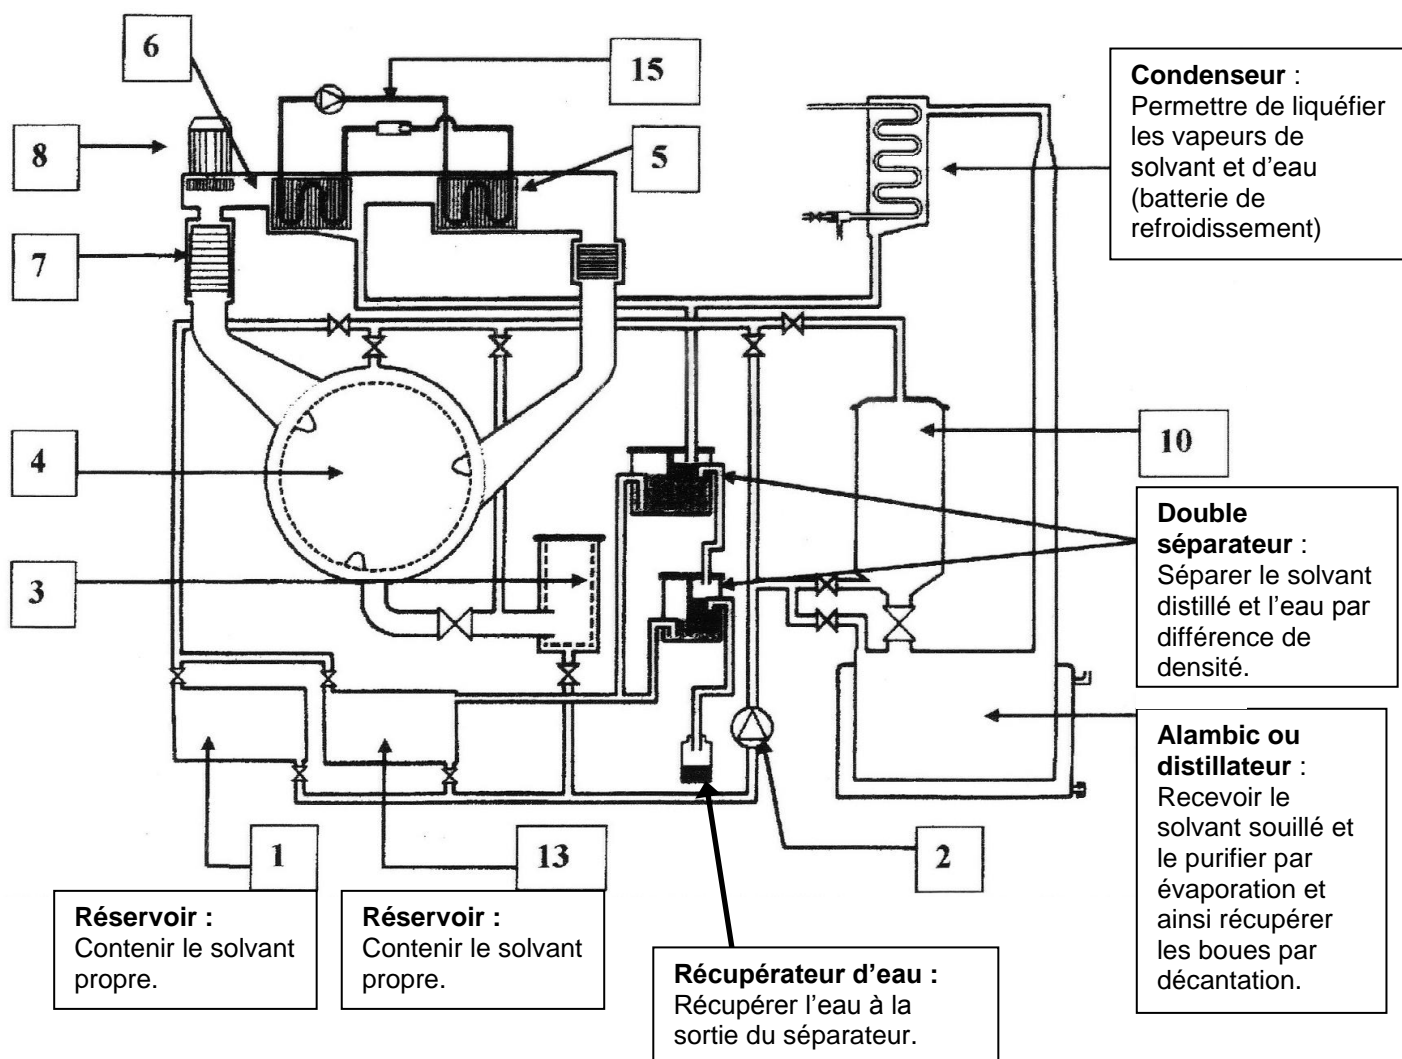 6
15
8
5
7
Condenseur :
Permettre de liquéfier
les vapeurs de
solvant et d’eau
(batterie de
refroidissement)
4
10
3
Double
séparateur :
Séparer le solvant
distillé et l’eau par
différence de
densité.
Alambic ou
distillateur :
Recevoir le
solvant souillé et
le purifier par
évaporation et
ainsi récupérer
les boues par
décantation.
1
13
2
Réservoir :
Contenir le solvant
propre.
Réservoir :
Contenir le solvant
propre.
Récupérateur d’eau :
Récupérer l’eau à la
sortie du séparateur.